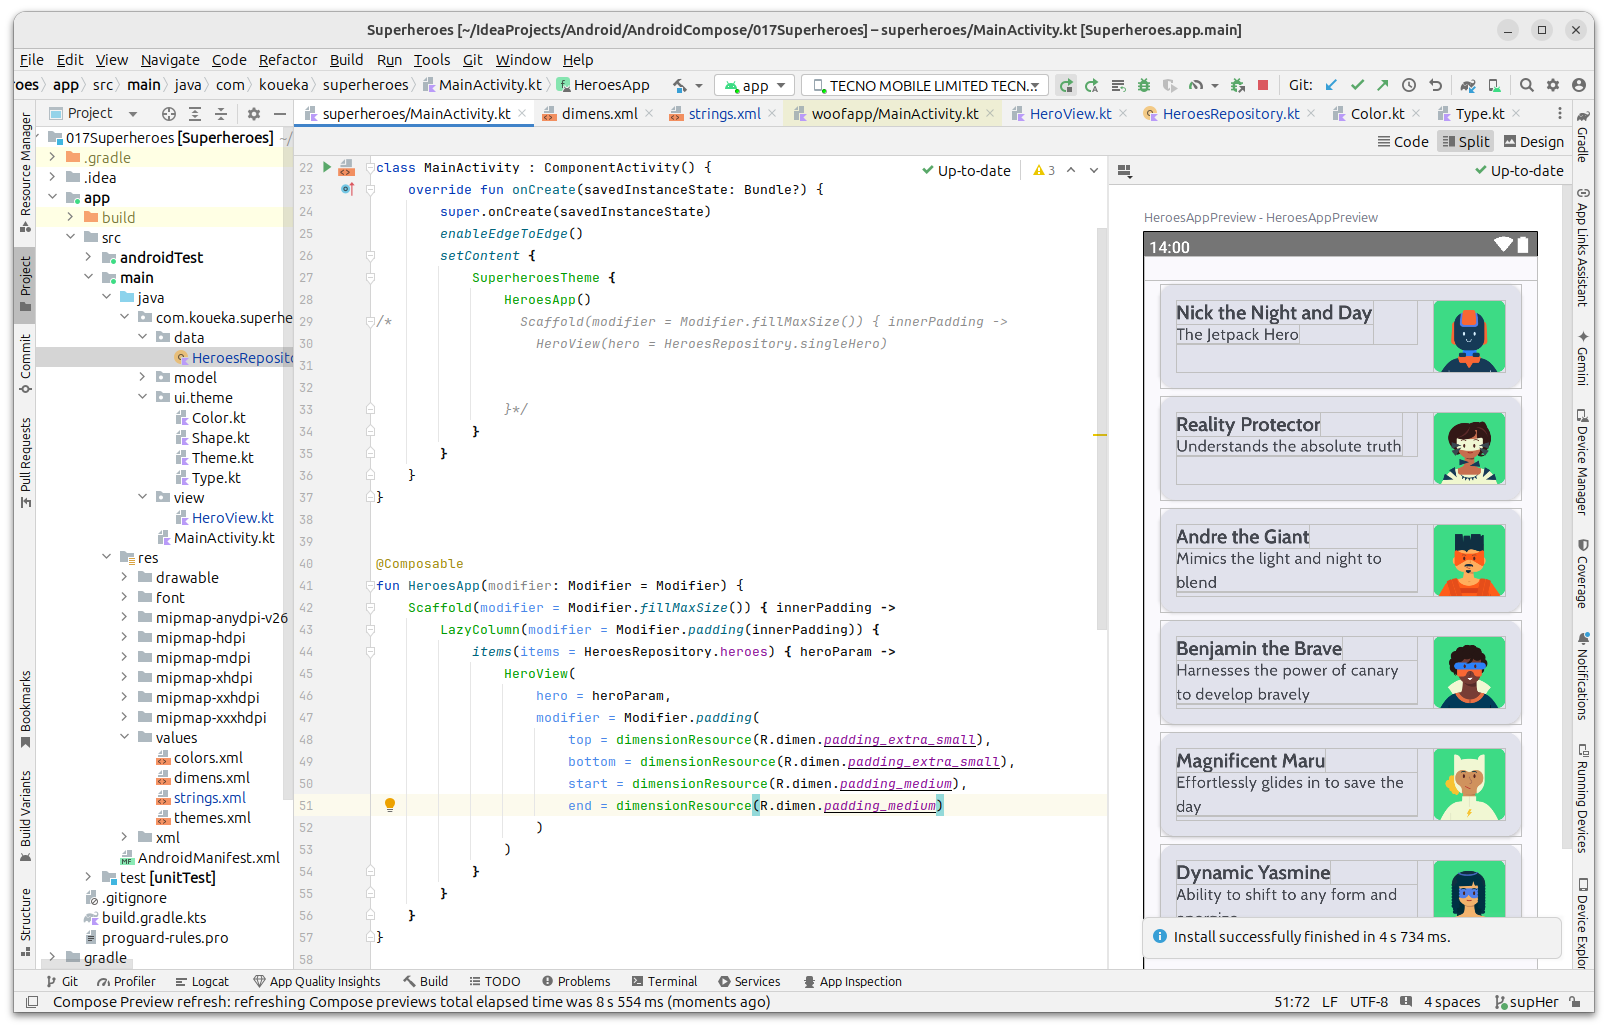 Superheroes [~/IdeaProjects/Android/AndroidCompose/017Superheroes] – superheroes/MainActivity.kt [Superheroes.app.main]
File Edit View Navigate Code Refactor Build Run Tools Git Window Help
oes app src main java com koueka superheroes MainActivity.kt HeroesApp app TECNO MOBILE LIMITED TECN.. Git:
Project superheroes/MainActivity.kt dimens.xml strings.xml woofapp/MainActivity.kt HeroView.kt HeroesRepository.kt Color.kt Type.kt
Code Split Design
Resource Manager
Project
Commit
Pull Requests
Bookmarks
Build Variants
Structure
017Superheroes [Superheroes] ~/
.gradle
.idea
app
build
src
androidTest
main
java
com.koueka.superhe
data
HeroesReposito
model
ui.theme
Color.kt
Shape.kt
Theme.kt
Type.kt
view
HeroView.kt
MainActivity.kt
res
drawable
font
mipmap-anydpi-v26
mipmap-hdpi
mipmap-mdpi
mipmap-xhdpi
mipmap-xxhdpi
mipmap-xxxhdpi
values
colors.xml
dimens.xml
strings.xml
themes.xml
xml
AndroidManifest.xml
test [unitTest]
.gitignore
build.gradle.kts
proguard-rules.pro
gradle
Up-to-date 3
22 class MainActivity : ComponentActivity() {
23 override fun onCreate(savedInstanceState: Bundle?) {
24 super.onCreate(savedInstanceState)
25 enableEdgeToEdge()
26 setContent {
27 SuperheroesTheme {
28 HeroesApp()
29 /* Scaffold(modifier = Modifier.fillMaxSize()) { innerPadding ->
30 HeroView(hero = HeroesRepository.singleHero)
31
32
33 }*/
34 }
35 }
36 }
37 }
38
39
40 @Composable
41 fun HeroesApp(modifier: Modifier = Modifier) {
42 Scaffold(modifier = Modifier.fillMaxSize()) { innerPadding ->
43 LazyColumn(modifier = Modifier.padding(innerPadding)) {
44 items(items = HeroesRepository.heroes) { heroParam ->
45 HeroView(
46 hero = heroParam,
47 modifier = Modifier.padding(
48 top = dimensionResource(R.dimen.padding_extra_small),
49 bottom = dimensionResource(R.dimen.padding_extra_small),
50 start = dimensionResource(R.dimen.padding_medium),
51 end = dimensionResource(R.dimen.padding_medium)
52 )
53 )
54 }
55 }
56 }
57 }
58
Up-to-date
HeroesAppPreview - HeroesAppPreview
14:00
Nick the Night and Day
The Jetpack Hero
Reality Protector
Understands the absolute truth
Andre the Giant
Mimics the light and night to
blend
Benjamin the Brave
Harnesses the power of canary
to develop bravely
Magnificent Maru
Effortlessly glides in to save the
day
Dynamic Yasmine
Ability to shift to any form and
Install successfully finished in 4 s 734 ms.
Gradle
App Links Assistant
Gemini
Device Manager
Coverage
Notifications
Running Devices
Device Explor
Git Profiler Logcat App Quality Insights Build TODO Problems Terminal Services App Inspection
Compose Preview refresh: refreshing Compose previews total elapsed time was 8 s 554 ms (moments ago) 51:72 LF UTF-8 4 spaces supHer